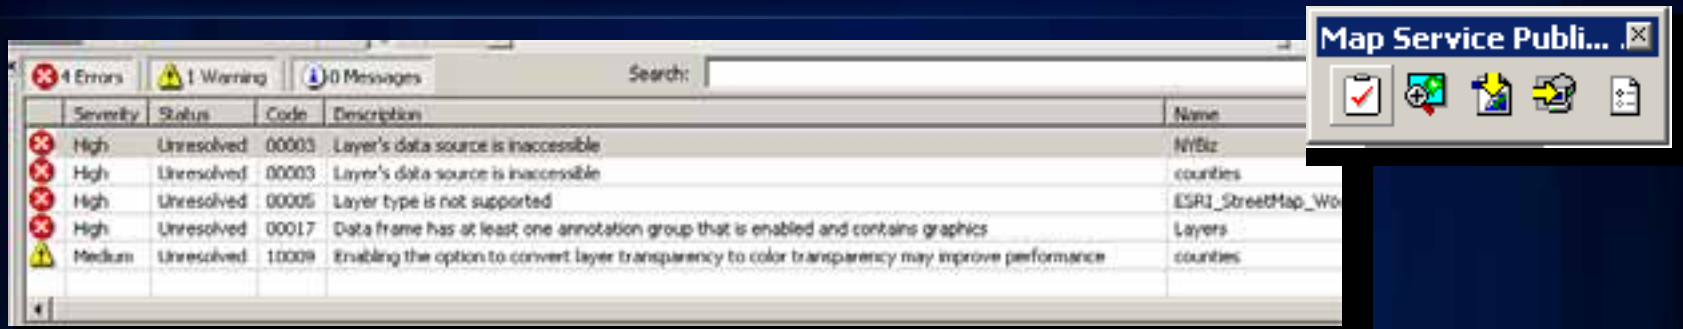 Map Service Publi... ..
4 Errors 1 Warning 0 Messages Search:
Severity Status Code Description Name
High Unresolved 00003 Layer's data source is inaccessible NYBiz
High Unresolved 00003 Layer's data source is inaccessible counties
High Unresolved 00005 Layer type is not supported ESRI_StreetMap_Wo
High Unresolved 00017 Data frame has at least one annotation group that is enabled and contains graphics Layers
Medium Unresolved 10009 Enabling the option to convert layer transparency to color transparency may improve performance counties